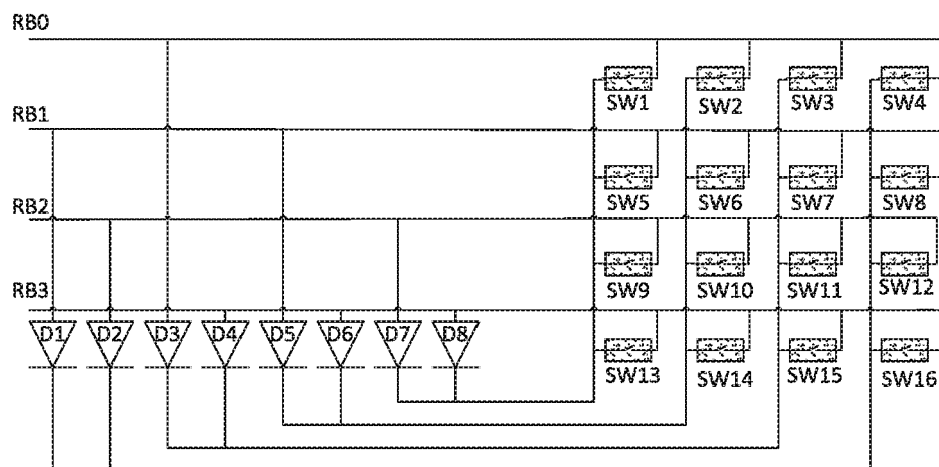 RB0
SW1 SW2 SW3 SW4
RB1
SW5 SW6 SW7 SW8
RB2
SW9 SW10 SW11 SW12
RB3
D1 D2 D3 D4 D5 D6 D7 D8
SW13 SW14 SW15 SW16